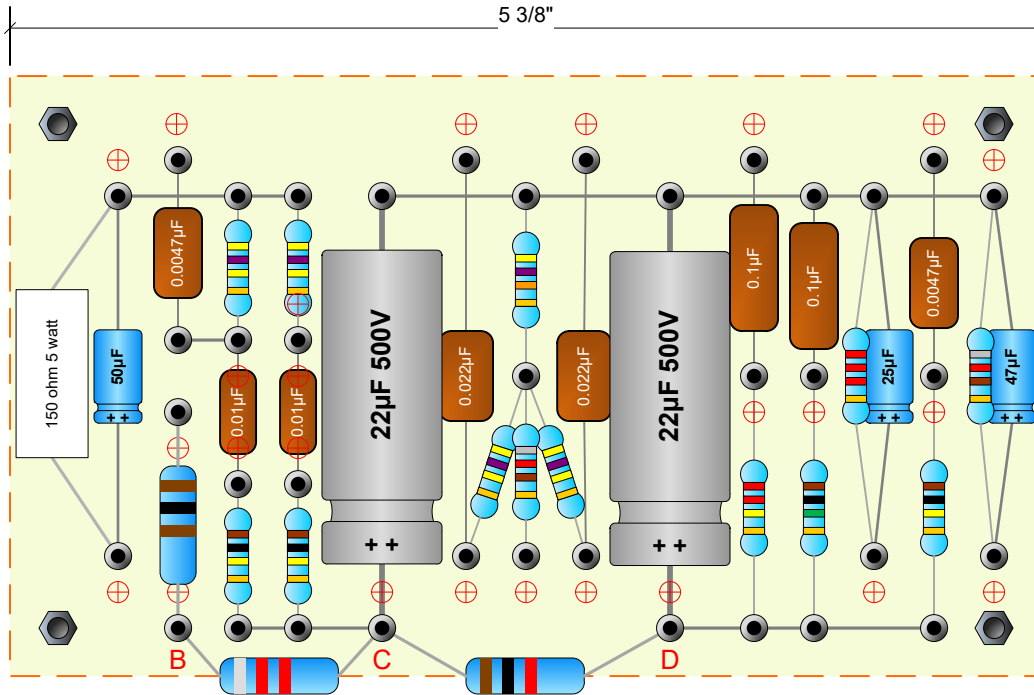 5 3/8"
0.0047µF
0.1µF
0.1µF
0.0047µF
150 ohm 5 watt
50µF
0.01µF
0.01µF
22µF 500V
0.022µF
0.022µF
22µF 500V
25µF
47µF
++
++
++
++
++
B
C
D